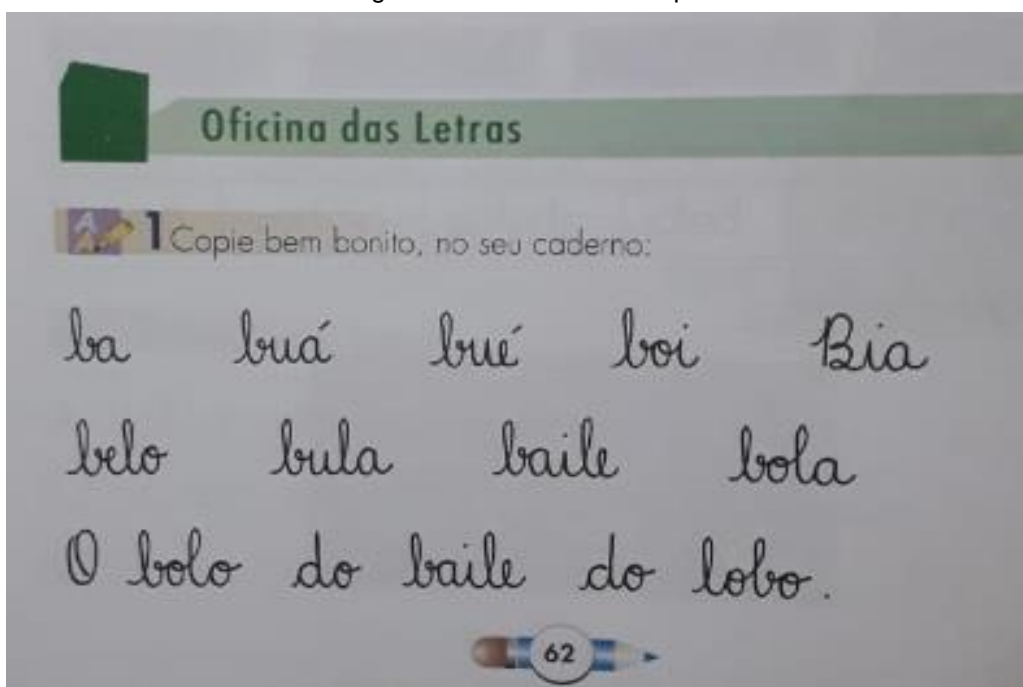 Oficina das Letras
A
1 Copie bem bonito, no seu caderno:
ba buá bué boi Bia
belo bula baile bola
O bolo do baile do lobo.
62